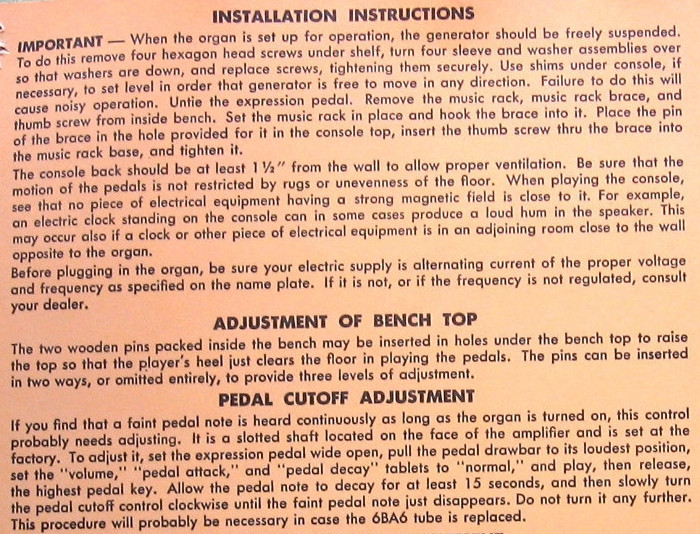 INSTALLATION INSTRUCTIONS
IMPORTANT — When the organ is set up for operation, the generator should be freely suspended.
To do this remove four hexagon head screws under shelf, turn four sleeve and washer assemblies over
so that washers are down, and replace screws, tightening them securely. Use shims under console, if
necessary, to set level in order that generator is free to move in any direction. Failure to do this will
cause noisy operation. Untie the expression pedal. Remove the music rack, music rack brace, and
thumb screw from inside bench. Set the music rack in place and hook the brace into it. Place the pin
of the brace in the hole provided for it in the console top, insert the thumb screw thru the brace into
the music rack base, and tighten it.
The console back should be at least 1½" from the wall to allow proper ventilation. Be sure that the
motion of the pedals is not restricted by rugs or unevenness of the floor. When playing the console,
see that no piece of electrical equipment having a strong magnetic field is close to it. For example,
an electric clock standing on the console can in some cases produce a loud hum in the speaker. This
may occur also if a clock or other piece of electrical equipment is in an adjoining room close to the wall
opposite to the organ.
Before plugging in the organ, be sure your electric supply is alternating current of the proper voltage
and frequency as specified on the name plate. If it is not, or if the frequency is not regulated, consult
your dealer.
ADJUSTMENT OF BENCH TOP
The two wooden pins packed inside the bench may be inserted in holes under the bench top to raise
the top so that the player's heel just clears the floor in playing the pedals. The pins can be inserted
in two ways, or omitted entirely, to provide three levels of adjustment.
PEDAL CUTOFF ADJUSTMENT
If you find that a faint pedal note is heard continuously as long as the organ is turned on, this control
probably needs adjusting. It is a slotted shaft located on the face of the amplifier and is set at the
factory. To adjust it, set the expression pedal wide open, pull the pedal drawbar to its loudest position,
set the "volume," "pedal attack," and "pedal decay" tablets to "normal," and play, then release,
the highest pedal key. Allow the pedal note to decay for at least 15 seconds, and then slowly turn
the pedal cutoff control clockwise until the faint pedal note just disappears. Do not turn it any further.
This procedure will probably be necessary in case the 6BA6 tube is replaced.